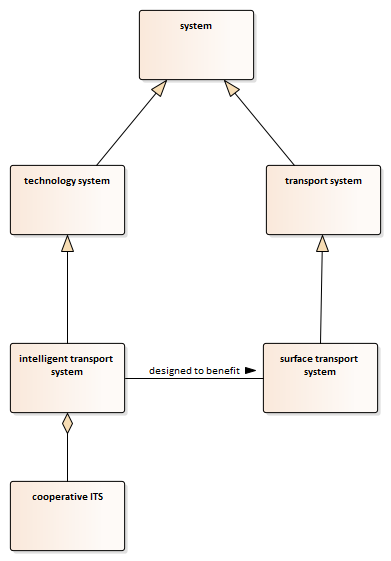 system
technology system
transport system
intelligent transport
system
designed to benefit
surface transport
system
cooperative ITS